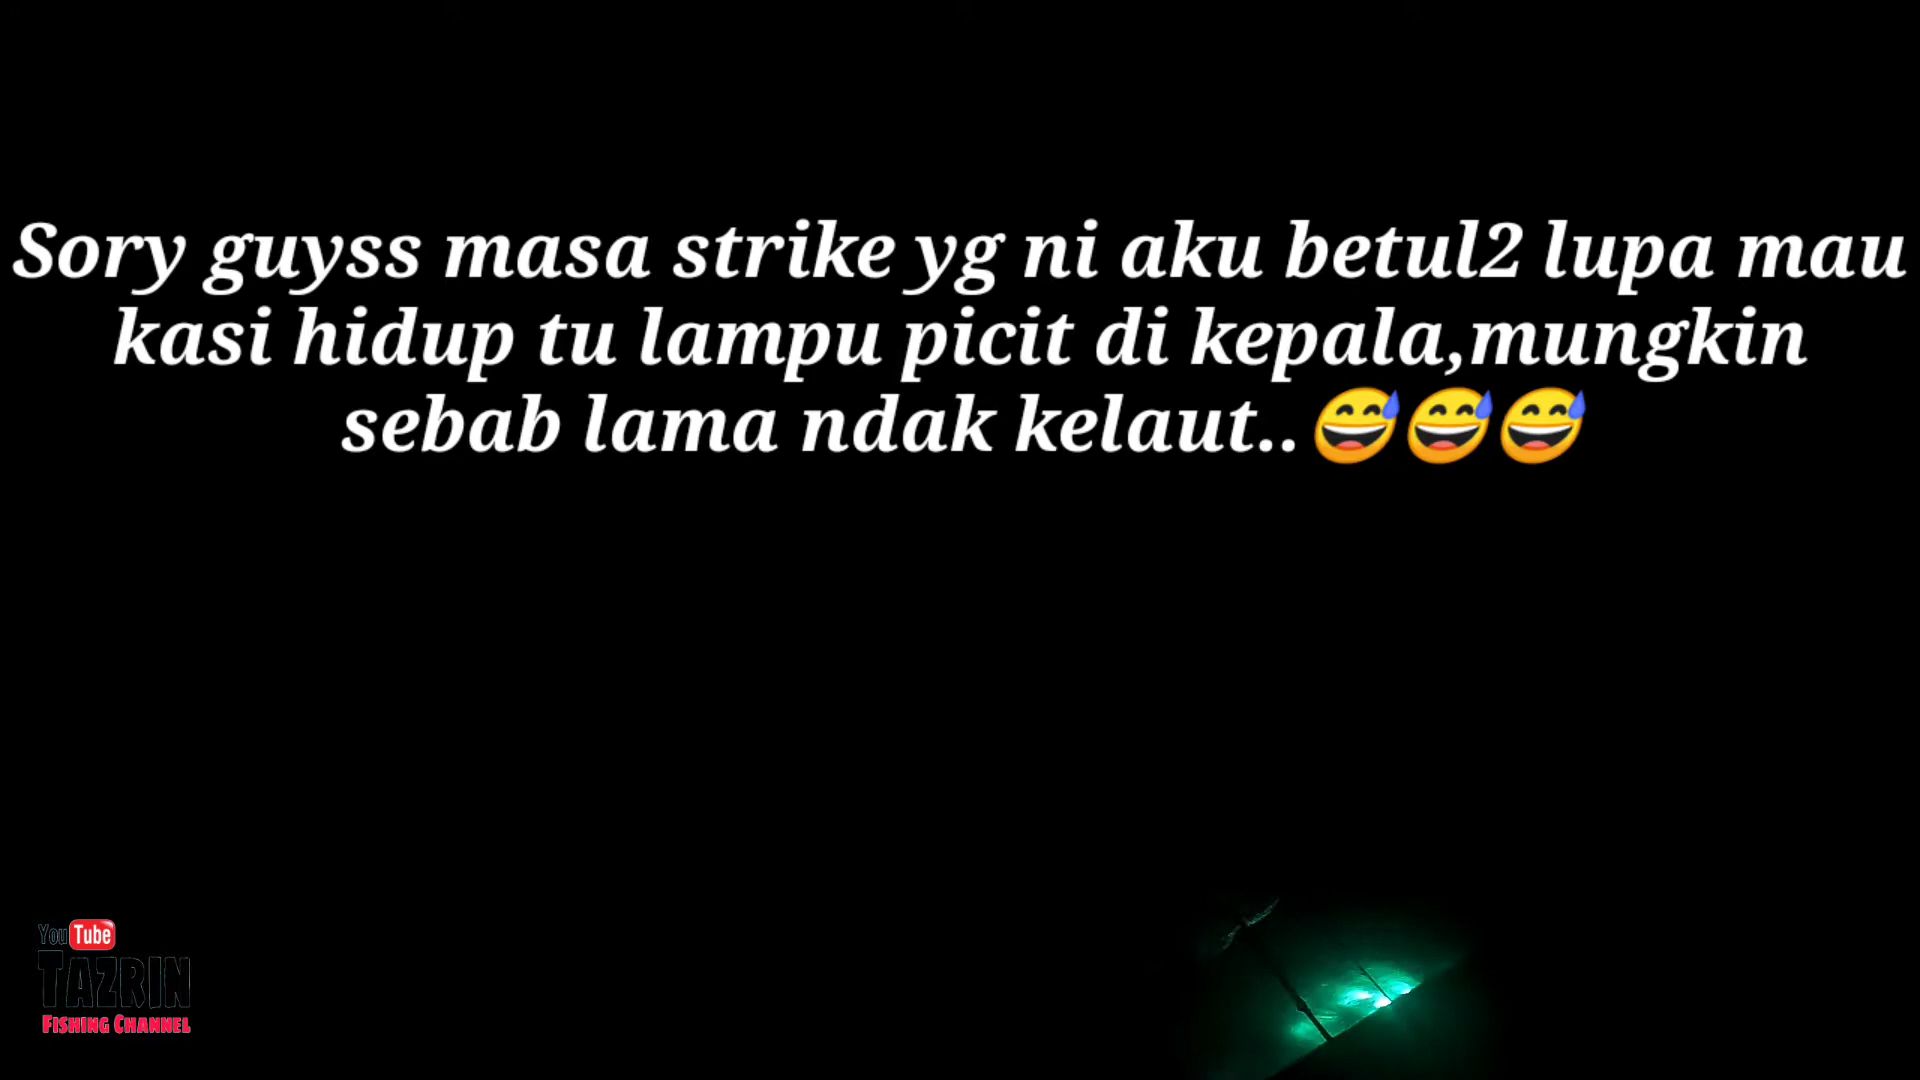 Sory guyss masa strike yg ni aku betul2 lupa mau
kasi hidup tu lampu picit di kepala,mungkin
sebab lama ndak kelaut..😅😅😅
YouTube
TAZRIN
FISHING CHANNEL